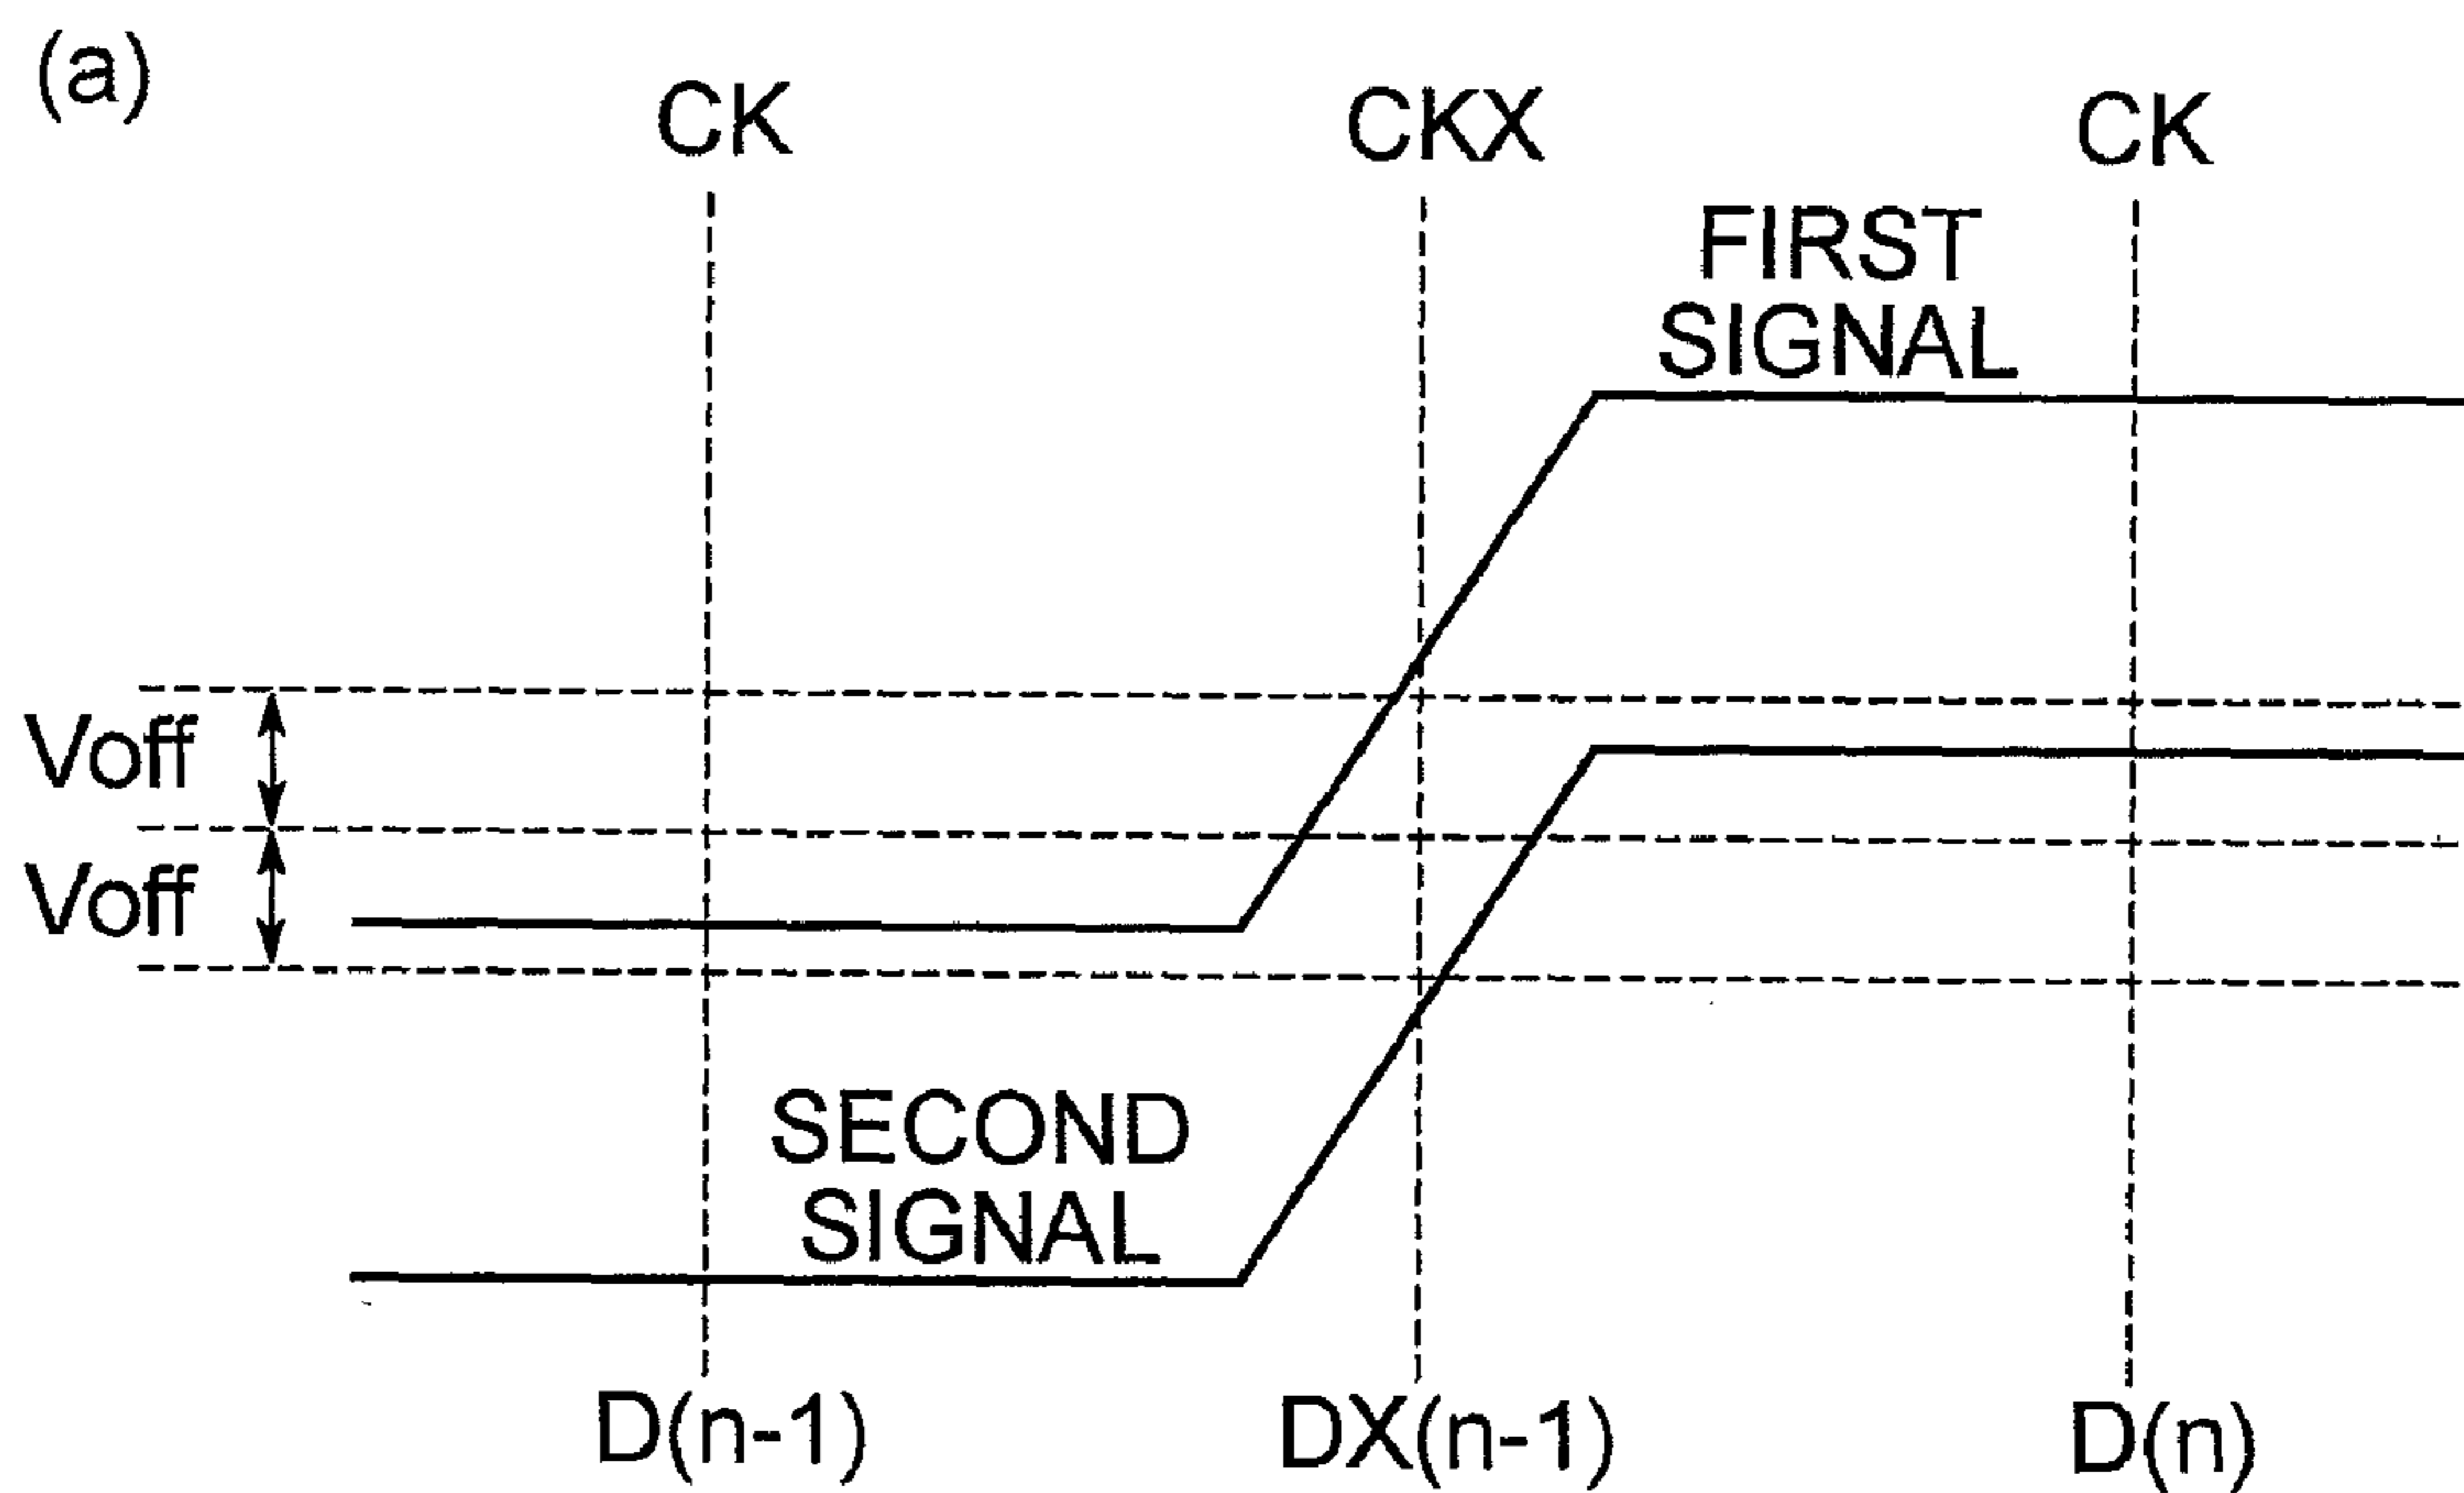 (a)
CK
CKX
CK
FIRST
SIGNAL
Voff
Voff
SECOND
SIGNAL
D(n-1)
DX(n-1)
D(n)